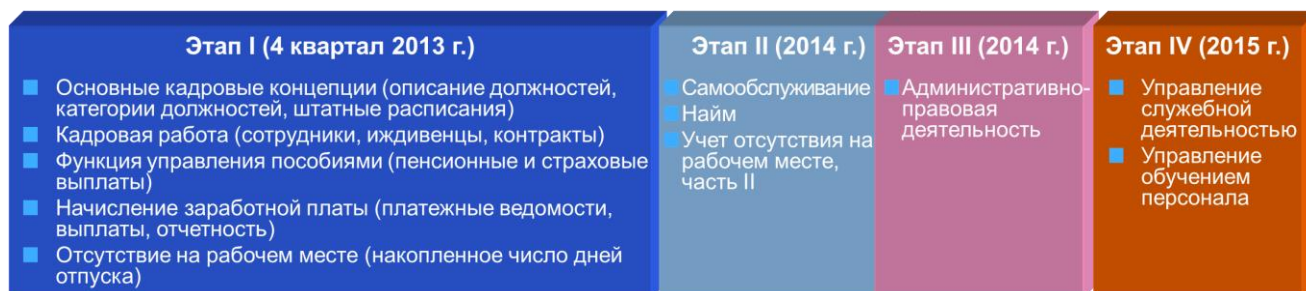 Этап I (4 квартал 2013 г.)
Основные кадровые концепции (описание должностей,
категории должностей, штатные расписания)
Кадровая работа (сотрудники, иждивенцы, контракты)
Функция управления пособиями (пенсионные и страховые
выплаты)
Начисление заработной платы (платежные ведомости,
выплаты, отчетность)
Отсутствие на рабочем месте (накопленное число дней
отпуска)
Этап II (2014 г.)
Самообслуживание
Найм
Учет отсутствия на
рабочем месте,
часть II
Этап III (2014 г.)
Административно-
правовая
деятельность
Этап IV (2015 г.)
Управление
служебной
деятельностью
Управление
обучением
персонала